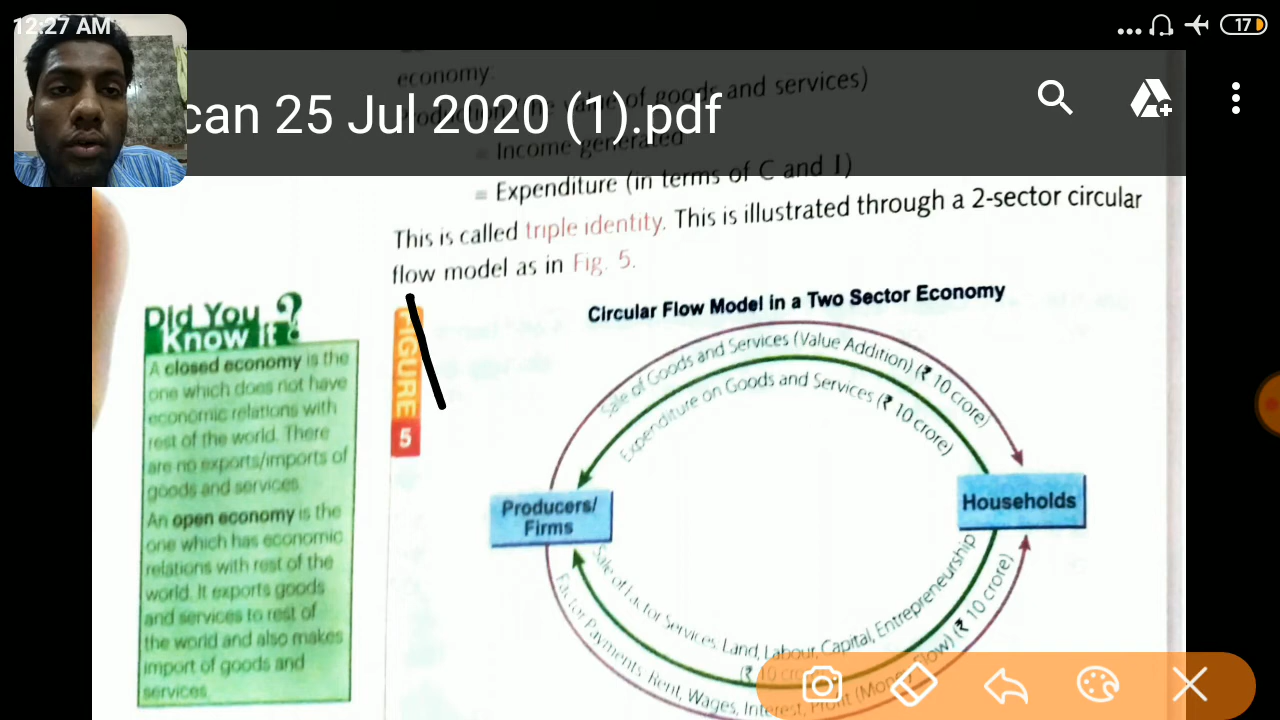 12:27 AM
17
can 25 Jul 2020 (1).pdf
economy:
Production (the value of goods and services)
= Income generated
= Expenditure (in terms of C and I)
This is called triple identity. This is illustrated through a 2-sector circular
flow model as in Fig. 5.
Did You
Know it ?
A closed economy is the
one which does not have
economic relations with
rest of the world. There
are no exports/imports of
goods and services.
An open economy is the
one which has economic
relations with rest of the
world. It exports goods
and services to rest of
the world and also makes
import of goods and
services.
FIGURE
5
Circular Flow Model in a Two Sector Economy
Sale of Goods and Services (Value Addition) (₹ 10 crore)
Expenditure on Goods and Services (₹ 10 crore)
Producers/
Firms
Households
Sale of Factor Services: Land, Labour, Capital, Entrepreneurship
(₹ 10 crore)
Factor Payments: Rent, Wages, Interest, Profit (Money Flow) (₹ 10 crore)